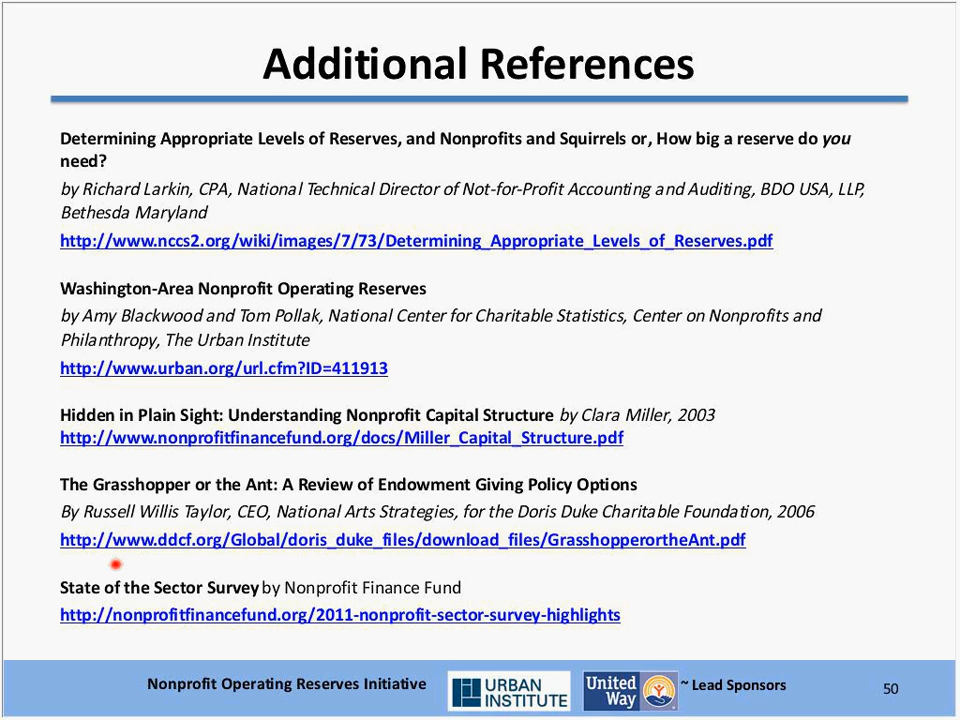 Additional References
Determining Appropriate Levels of Reserves, and Nonprofits and Squirrels or, How big a reserve do you
need?
by Richard Larkin, CPA, National Technical Director of Not-for-Profit Accounting and Auditing, BDO USA, LLP,
Bethesda Maryland
http://www.nccs2.org/wiki/images/7/73/Determining_Appropriate_Levels_of_Reserves.pdf
Washington-Area Nonprofit Operating Reserves
by Amy Blackwood and Tom Pollak, National Center for Charitable Statistics, Center on Nonprofits and
Philanthropy, The Urban Institute
http://www.urban.org/url.cfm?ID=411913
Hidden in Plain Sight: Understanding Nonprofit Capital Structure by Clara Miller, 2003
http://www.nonprofitfinancefund.org/docs/Miller_Capital_Structure.pdf
The Grasshopper or the Ant: A Review of Endowment Giving Policy Options
By Russell Willis Taylor, CEO, National Arts Strategies, for the Doris Duke Charitable Foundation, 2006
http://www.ddcf.org/Global/doris_duke_files/download_files/GrasshopperortheAnt.pdf
State of the Sector Survey by Nonprofit Finance Fund
http://nonprofitfinancefund.org/2011-nonprofit-sector-survey-highlights
Nonprofit Operating Reserves Initiative
URBAN
INSTITUTE
United
Way
~ Lead Sponsors
50